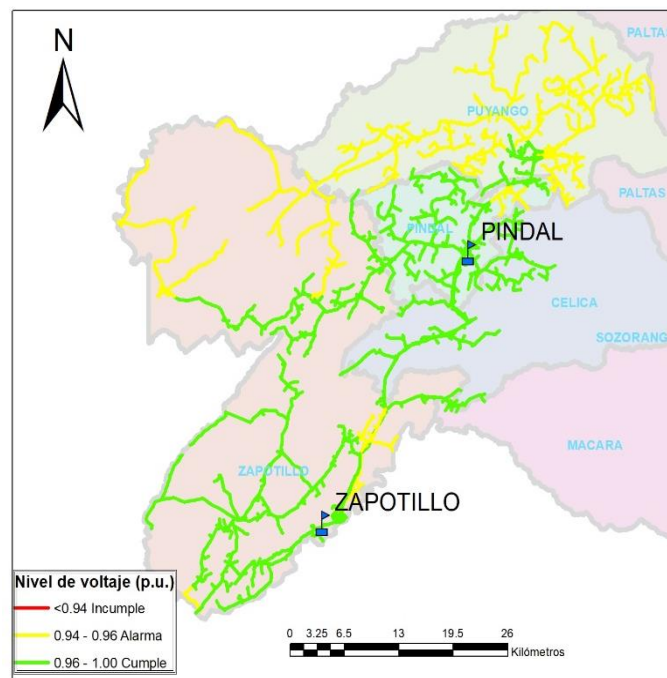 N
PALTA
PUYANGO
PALTAS
PINDAL
PINDAL
CELICA
SOZORANG
MACARA
ZAPOTILLO
ZAPOTILLO
Nivel de voltaje (p.u.)
<0.94 Incumple
0.94 - 0.96 Alarma
0.96 - 1.00 Cumple
0 3.25 6.5 13 19.5 26
Kilómetros